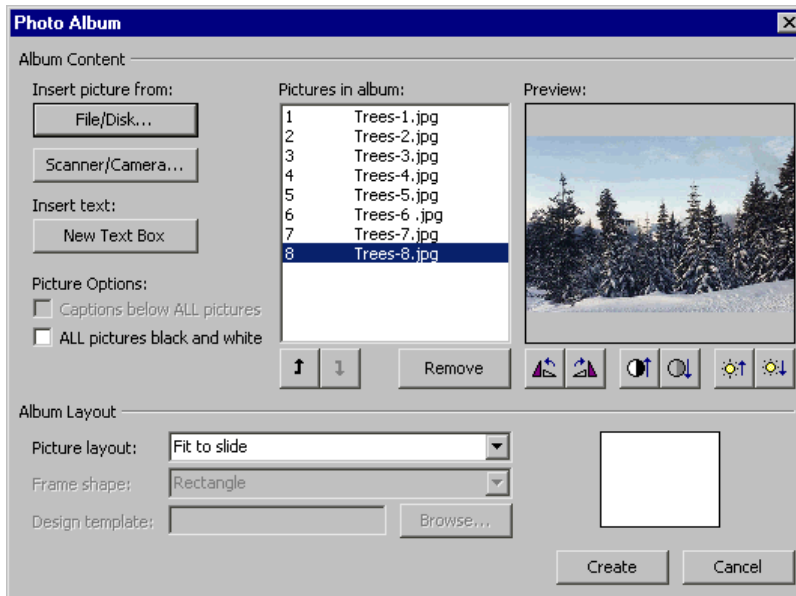 Photo Album
Album Content
Insert picture from:
File/Disk...
Scanner/Camera...
Insert text:
New Text Box
Picture Options:
Captions below ALL pictures
ALL pictures black and white
Pictures in album:
1 Trees-1.jpg
2 Trees-2.jpg
3 Trees-3.jpg
4 Trees-4.jpg
5 Trees-5.jpg
6 Trees-6 .jpg
7 Trees-7.jpg
8 Trees-8.jpg
Remove
Preview:
Album Layout
Picture layout: Fit to slide
Frame shape: Rectangle
Design template: Browse...
Create Cancel